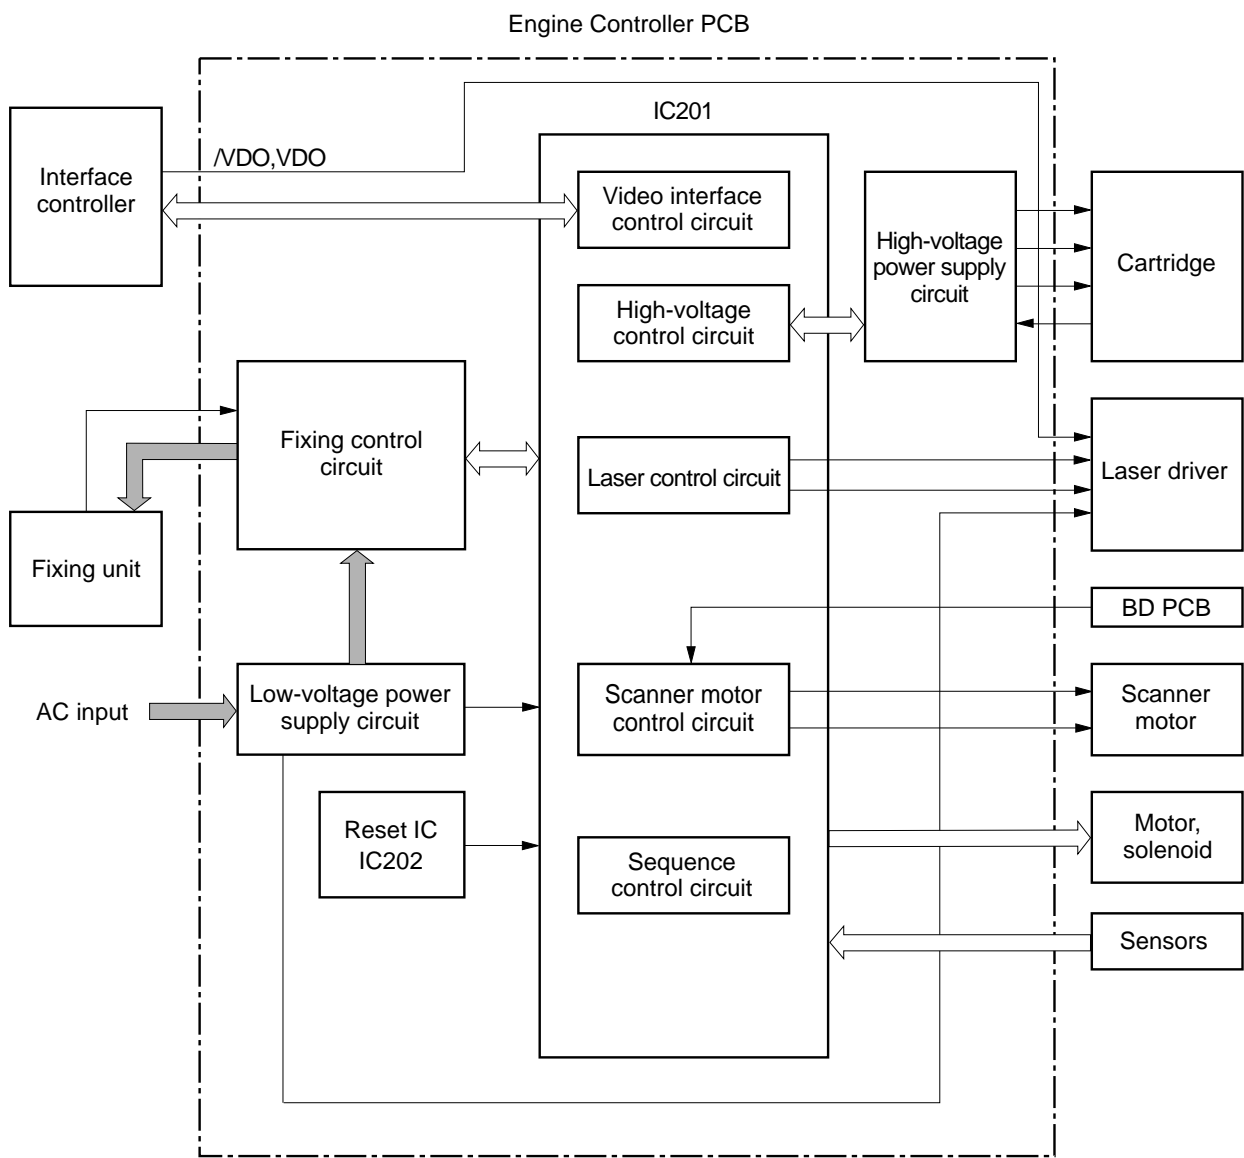 Engine Controller PCB
IC201
/VDO,VDO
Interface
controller
Video interface
control circuit
High-voltage
power supply
circuit
Cartridge
High-voltage
control circuit
Fixing control
circuit
Laser control circuit
Laser driver
Fixing unit
BD PCB
AC input
Low-voltage power
supply circuit
Scanner motor
control circuit
Scanner
motor
Reset IC
IC202
Sequence
control circuit
Motor,
solenoid
Sensors